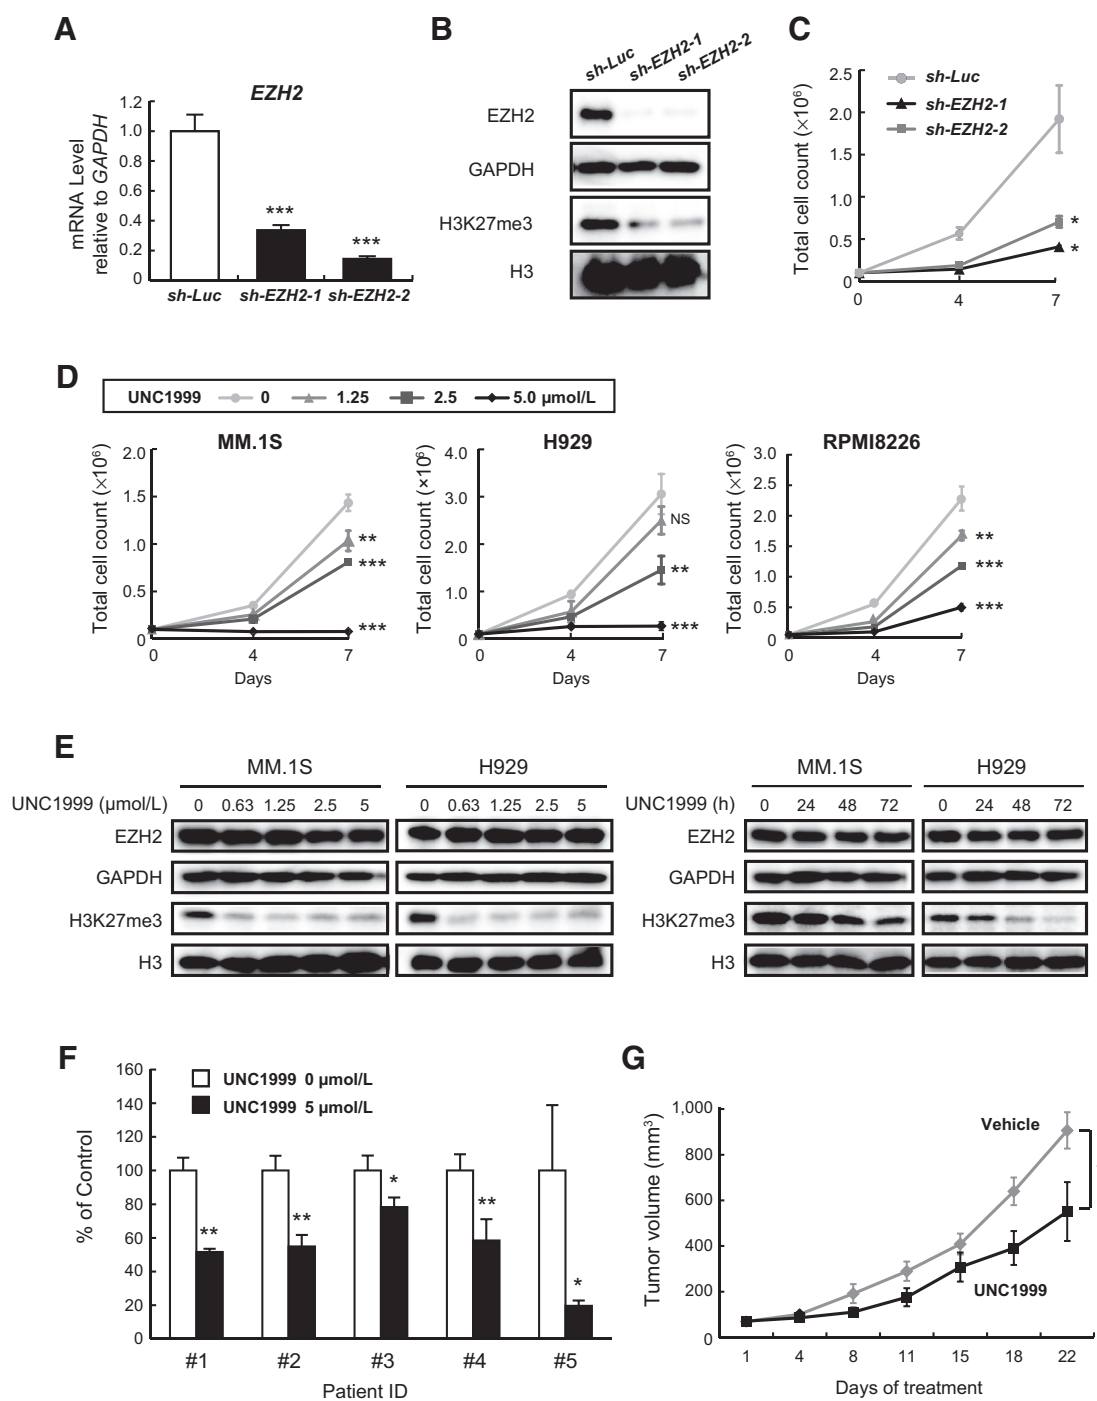 A
EZH2
mRNA Level
relative to GAPDH
1.2
1.0
0.8
0.6
0.4
0.2
0
***
***
sh-Luc sh-EZH2-1 sh-EZH2-2
B
sh-Luc sh-EZH2-1 sh-EZH2-2
EZH2
GAPDH
H3K27me3
H3
C
Total cell count (×10⁶)
2.5
2.0
1.5
1.0
0.5
0
sh-Luc
sh-EZH2-1
sh-EZH2-2
*
*
0 4 7
D
UNC1999 0 1.25 2.5 5.0 µmol/L
MM.1S
Total cell count (×10⁶)
2.0
1.5
1.0
0.5
0
**
***
***
0 4 7
Days
H929
Total cell count (×10⁶)
4.0
3.0
2.0
1.0
0
NS
**
***
0 4 7
Days
RPMI8226
Total cell count (×10⁶)
3.0
2.5
2.0
1.5
1.0
0.5
0
**
***
***
0 4 7
Days
E
MM.1S H929
UNC1999 (µmol/L) 0 0.63 1.25 2.5 5 0 0.63 1.25 2.5 5
EZH2
GAPDH
H3K27me3
H3
MM.1S H929
UNC1999 (h) 0 24 48 72 0 24 48 72
EZH2
GAPDH
H3K27me3
H3
F
% of Control
160
140
120
100
80
60
40
20
0
UNC1999 0 µmol/L
UNC1999 5 µmol/L
**
**
*
**
*
#1 #2 #3 #4 #5
Patient ID
G
Tumor volume (mm³)
1,000
800
600
400
200
0
Vehicle
UNC1999
1 4 8 11 15 18 22
Days of treatment